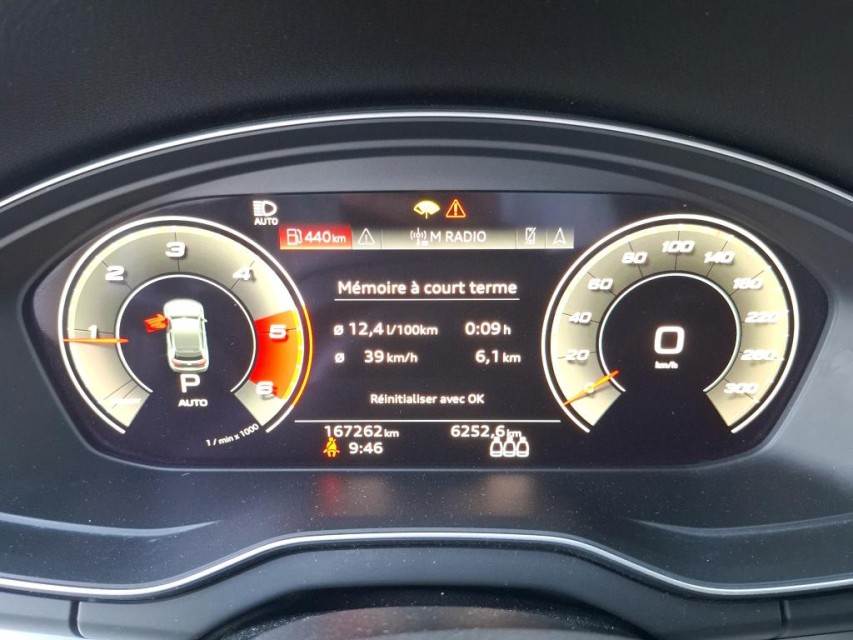 AUTO
440km
M RADIO
Mémoire à court terme
ø 12,4 l/100km 0:09 h
ø 39 km/h 6,1 km
Réinitialiser avec OK
167262 km 6252,6 km
9:46
1
2
3
4
5
6
P
AUTO
1 / min x 1000
0
20
40
60
80
100
140
180
220
260
300
0
km/h